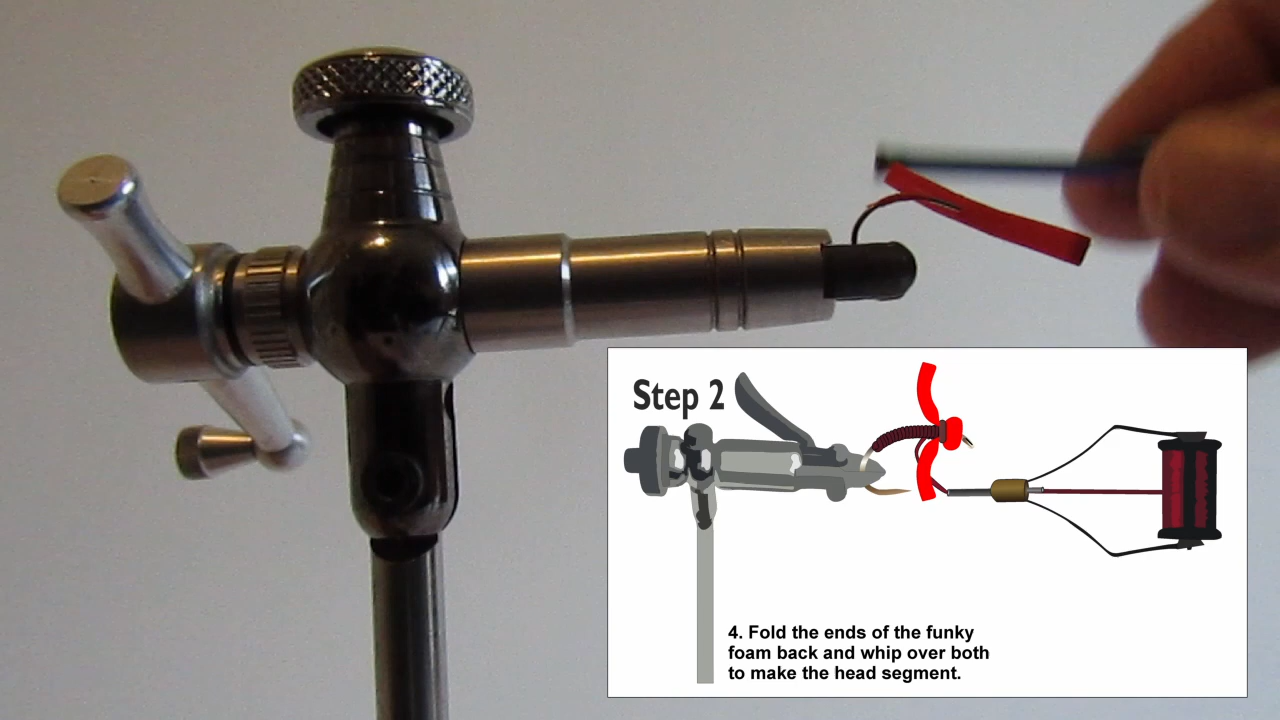 Step 2
4. Fold the ends of the funky
foam back and whip over both
to make the head segment.